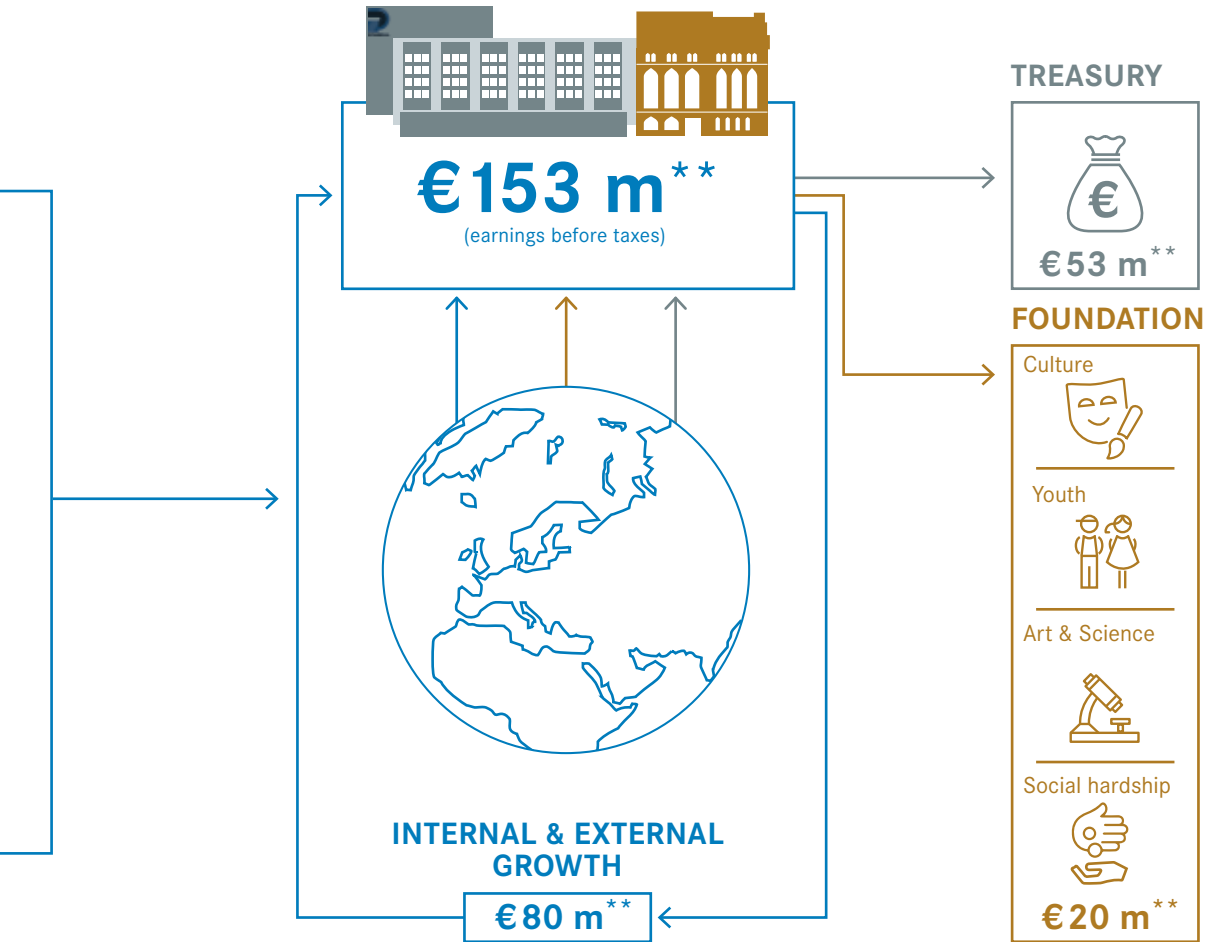 €153 m**
(earnings before taxes)
TREASURY
€
€53 m**
FOUNDATION
Culture
Youth
Art & Science
Social hardship
€20 m**
INTERNAL & EXTERNAL
GROWTH
€80 m**